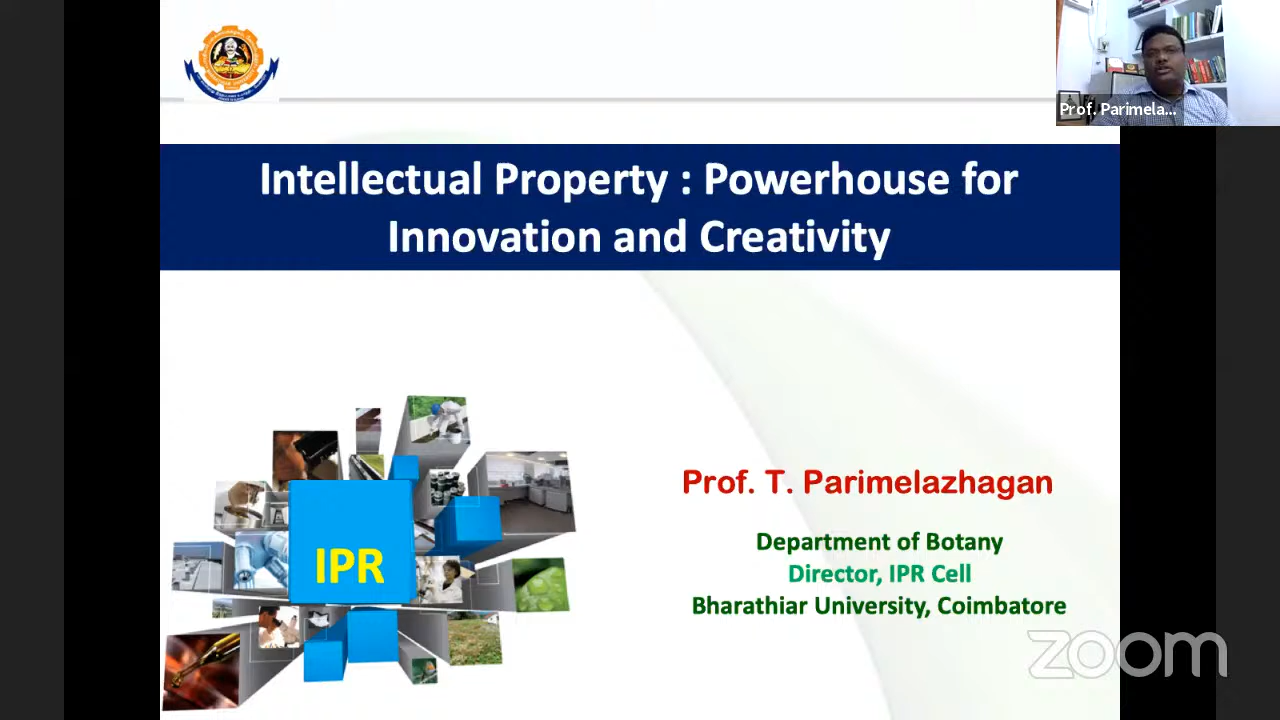 Prof. Parimela...
Intellectual Property : Powerhouse for
Innovation and Creativity
IPR
Prof. T. Parimelazhagan
Department of Botany
Director, IPR Cell
Bharathiar University, Coimbatore
zoom